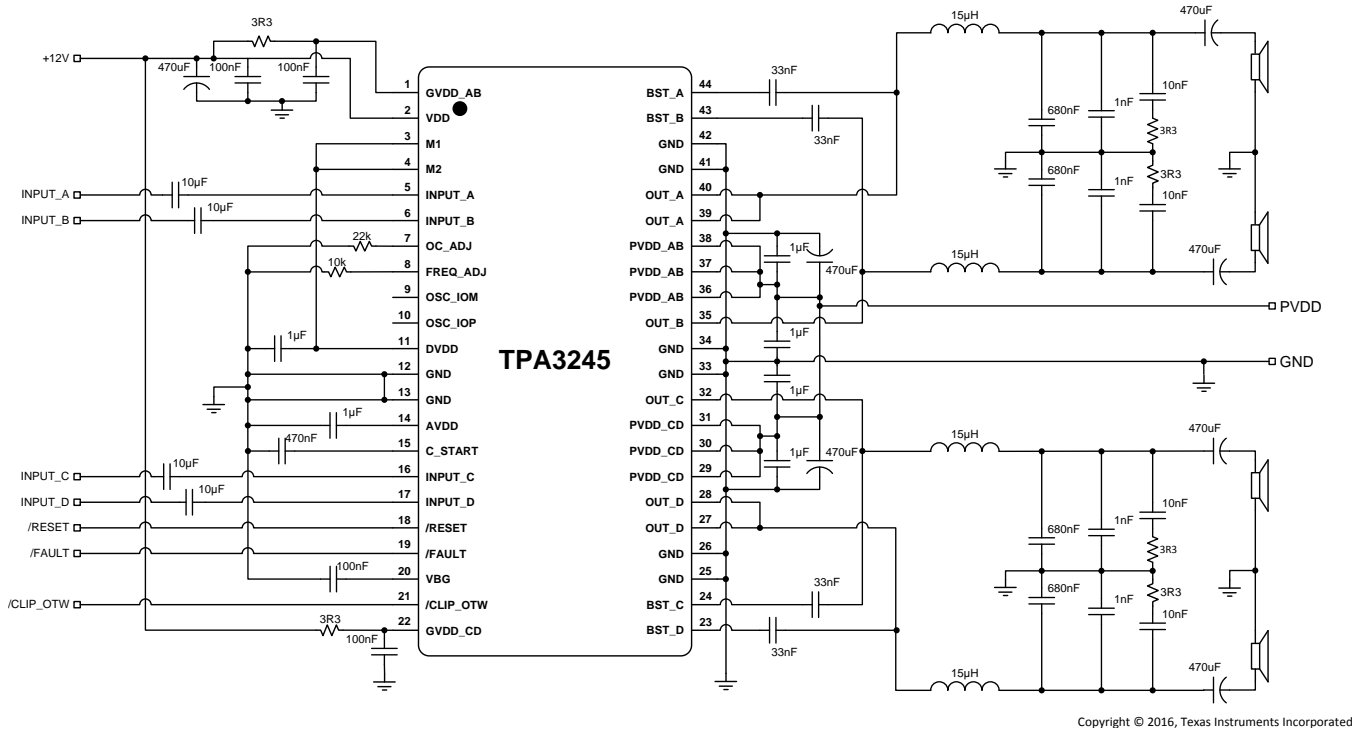 3R3
+12V
470uF
100nF
100nF
1
GVDD_AB
2
VDD
3
M1
4
M2
INPUT_A
10µF
5
INPUT_A
INPUT_B
10µF
6
INPUT_B
22k
7
OC_ADJ
10k
8
FREQ_ADJ
9
OSC_IOM
10
OSC_IOP
1µF
11
DVDD
12
GND
13
GND
1µF
14
AVDD
470nF
15
C_START
INPUT_C
10µF
16
INPUT_C
INPUT_D
10µF
17
INPUT_D
/RESET
18
/RESET
/FAULT
19
/FAULT
100nF
20
VBG
/CLIP_OTW
21
/CLIP_OTW
3R3
100nF
22
GVDD_CD
TPA3245
BST_A
44
33nF
BST_B
43
33nF
GND
42
GND
41
OUT_A
40
OUT_A
39
PVDD_AB
38
1µF
470uF
PVDD_AB
37
PVDD_AB
36
OUT_B
35
GND
34
1µF
GND
33
1µF
OUT_C
32
PVDD_CD
31
PVDD_CD
30
1µF
470uF
PVDD_CD
29
OUT_D
28
OUT_D
27
GND
26
GND
25
BST_C
24
33nF
BST_D
23
33nF
15µH
470uF
680nF
1nF
10nF
3R3
680nF
1nF
3R3
10nF
15µH
470uF
PVDD
GND
15µH
470uF
680nF
1nF
10nF
3R3
680nF
1nF
3R3
10nF
15µH
470uF
Copyright © 2016, Texas Instruments Incorporated